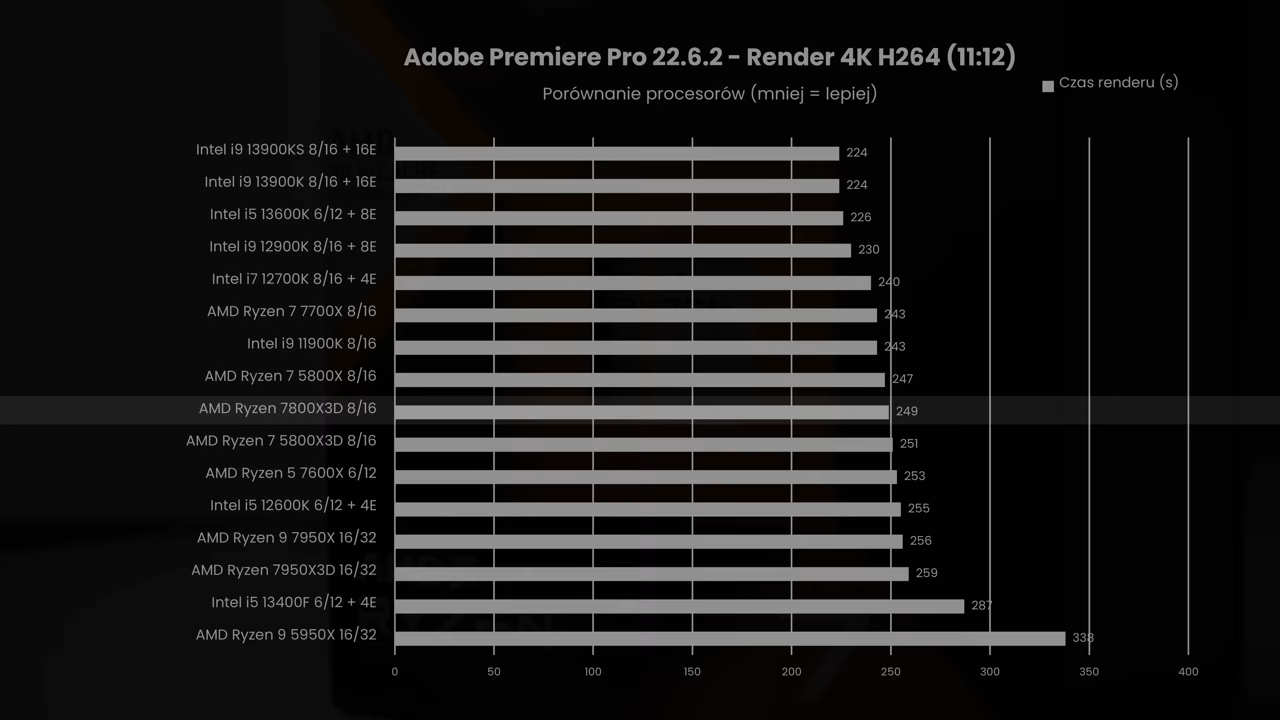 Adobe Premiere Pro 22.6.2 - Render 4K H264 (11:12)
Porównanie procesorów (mniej = lepiej)
Czas renderu (s)
Intel i9 13900KS 8/16 + 16E 224
Intel i9 13900K 8/16 + 16E 224
Intel i5 13600K 6/12 + 8E 226
Intel i9 12900K 8/16 + 8E 230
Intel i7 12700K 8/16 + 4E 240
AMD Ryzen 7 7700X 8/16 243
Intel i9 11900K 8/16 243
AMD Ryzen 7 5800X 8/16 247
AMD Ryzen 7800X3D 8/16 249
AMD Ryzen 7 5800X3D 8/16 251
AMD Ryzen 5 7600X 6/12 253
Intel i5 12600K 6/12 + 4E 255
AMD Ryzen 9 7950X 16/32 256
AMD Ryzen 7950X3D 16/32 259
Intel i5 13400F 6/12 + 4E 287
AMD Ryzen 9 5950X 16/32 338
0 50 100 150 200 250 300 350 400